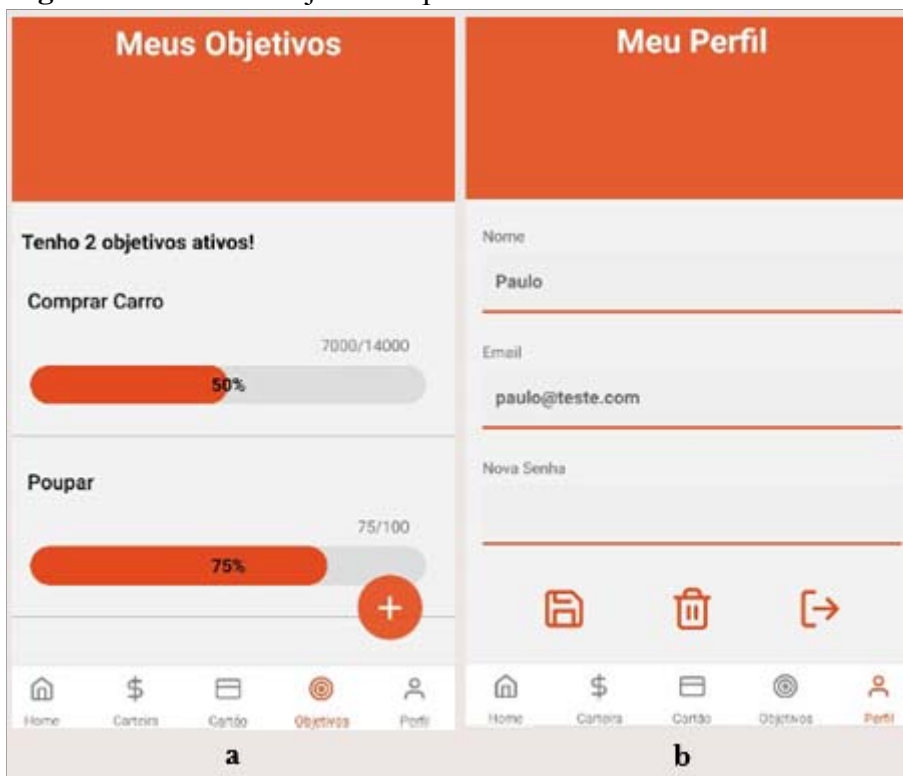 Meus Objetivos
Tenho 2 objetivos ativos!
Comprar Carro
7000/14000
50%
Poupar
75/100
75%
+
Home Carteira Cartão Objetivos Perfil
a
Meu Perfil
Nome
Paulo
Email
paulo@teste.com
Nova Senha
Home Carteira Cartão Objetivos Perfil
b